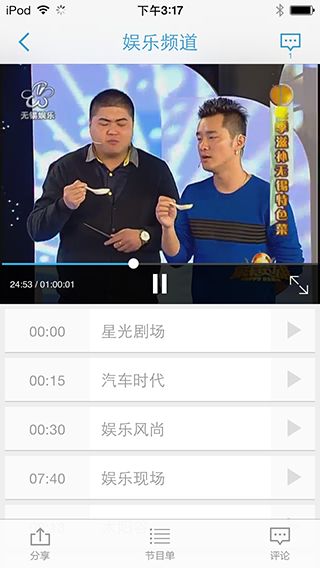 iPod 下午3:17
娱乐频道
1
无锡娱乐
滋补无锡特色菜
24:53 / 01:00:01
00:00 星光剧场
00:15 汽车时代
00:30 娱乐风尚
07:40 娱乐现场
分享 节目单 评论